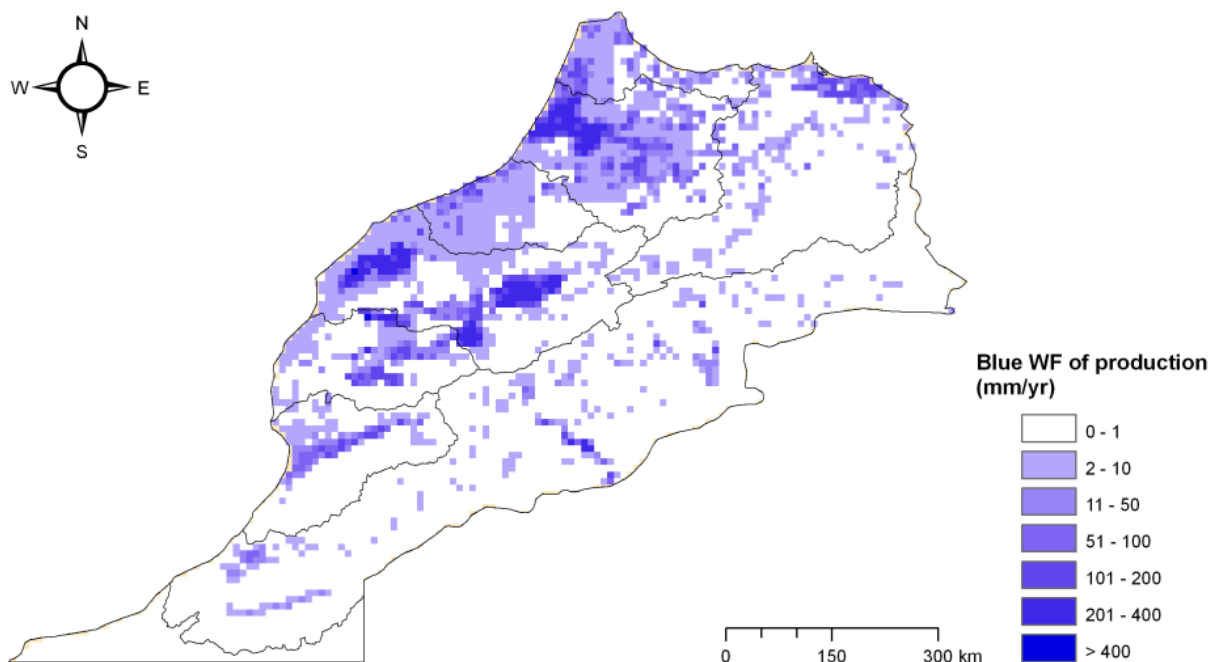 N
W E
S
Blue WF of production
(mm/yr)
0 - 1
2 - 10
11 - 50
51 - 100
101 - 200
201 - 400
> 400
0 150 300 km